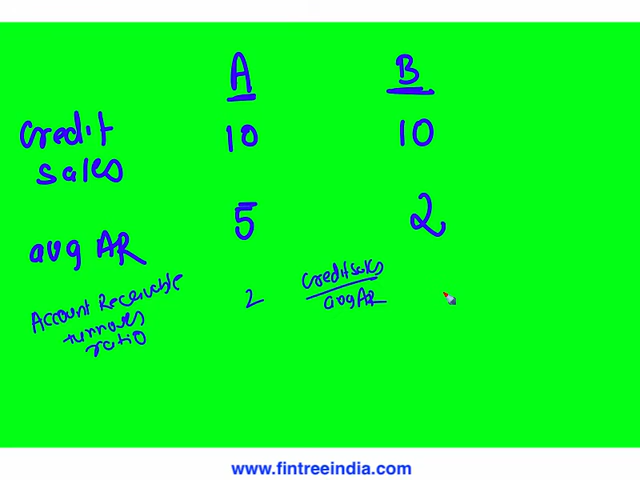 A B
credit 10 10
sales
avg AR 5 2
Account Receivable 2 credit sales
turnover avg AR
ratio
www.fintreeindia.com